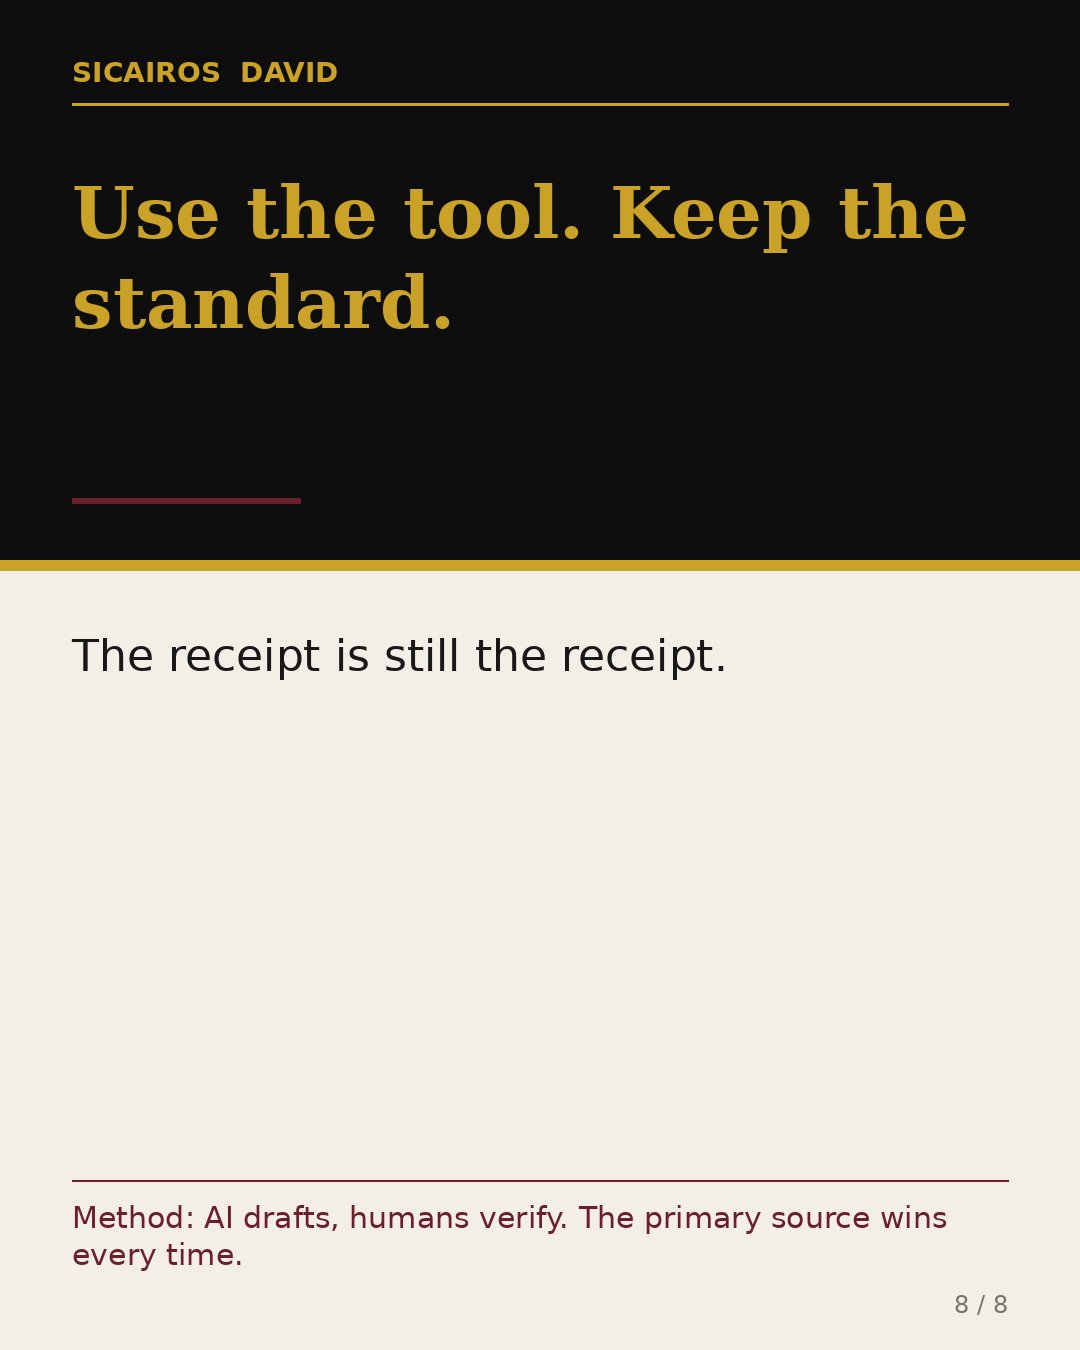 SICAIROS DAVID
Use the tool. Keep the
standard.
The receipt is still the receipt.
Method: AI drafts, humans verify. The primary source wins
every time.
8 / 8